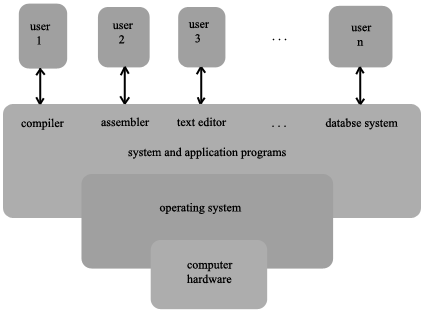 user
1
user
2
user
3
. . .
user
n
compiler
assembler
text editor
. . .
databse system
system and application programs
operating system
computer
hardware